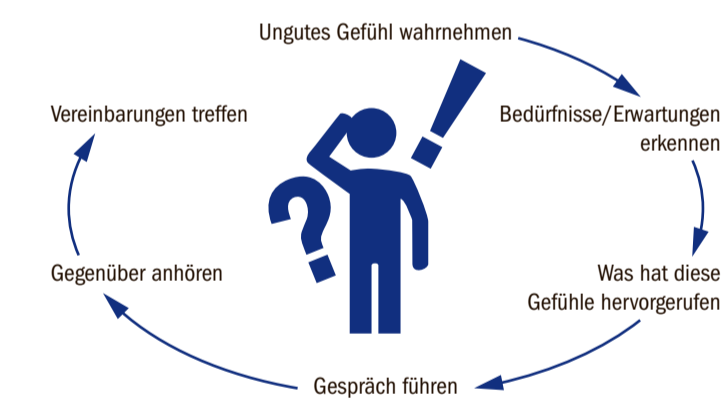 Ungutes Gefühl wahrnehmen
Bedürfnisse/Erwartungen
erkennen
Was hat diese
Gefühle hervorgerufen
Gespräch führen
Gegenüber anhören
Vereinbarungen treffen